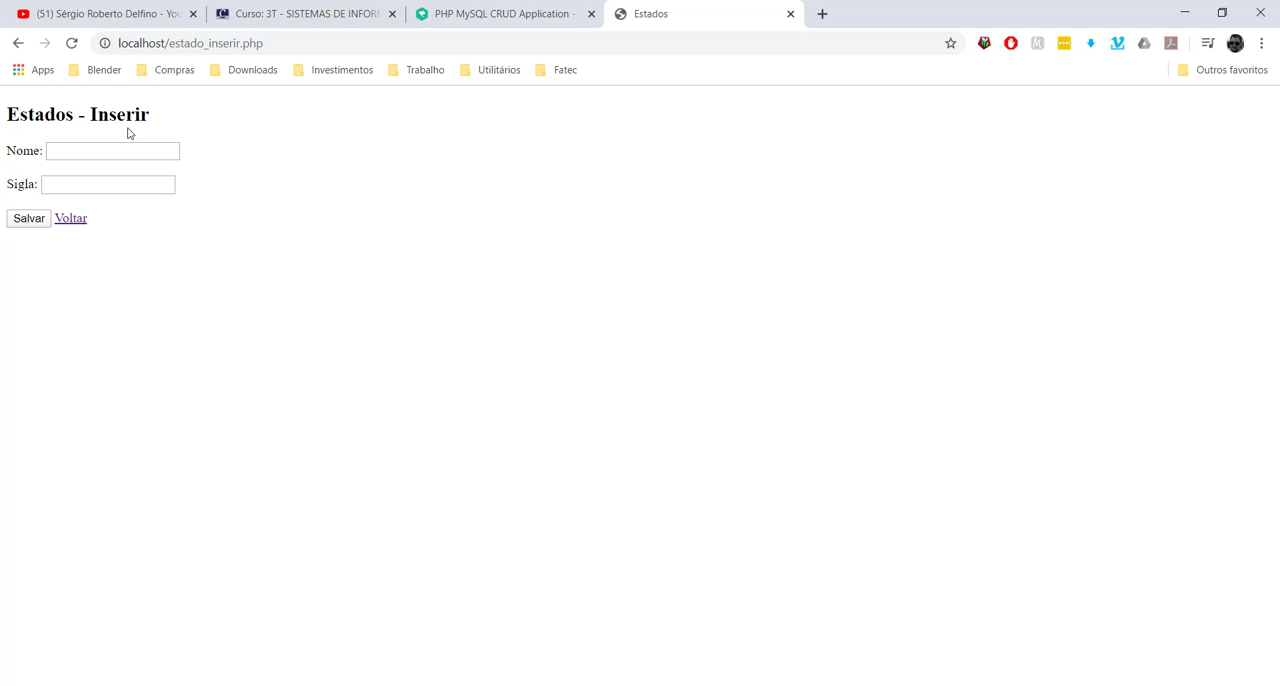 (51) Sérgio Roberto Delfino - You
Curso: 3T - SISTEMAS DE INFORM
PHP MySQL CRUD Application -
Estados
localhost/estado_inserir.php
Apps Blender Compras Downloads Investimentos Trabalho Utilitários Fatec Outros favoritos
Estados - Inserir
Nome:
Sigla:
Salvar Voltar